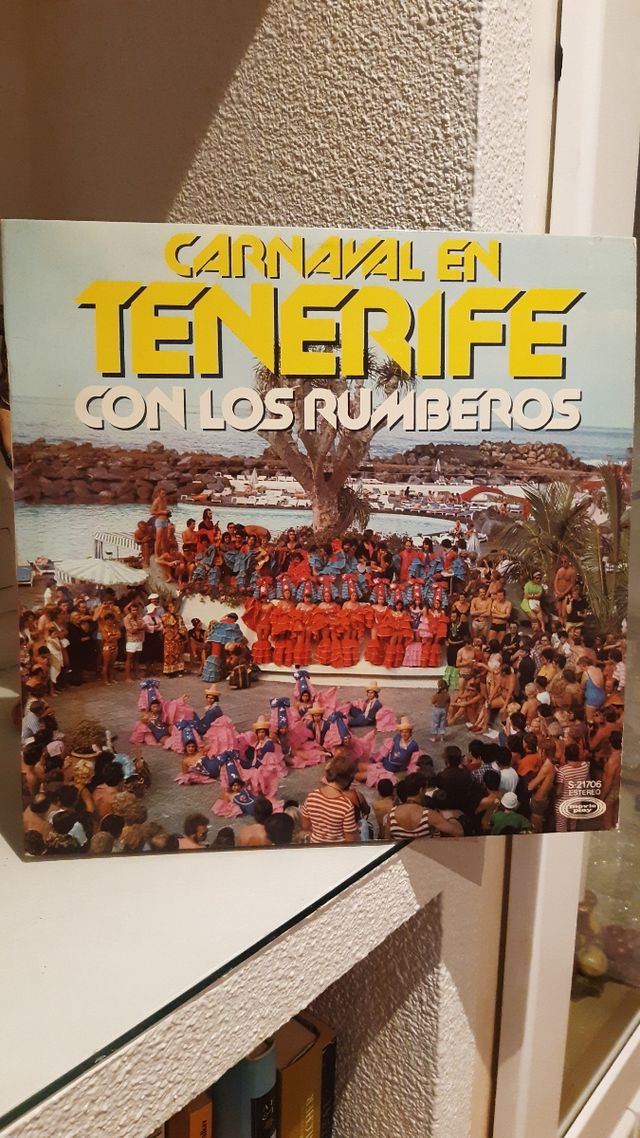 CARNAVAL EN
TENERIFE
CON LOS RUMBEROS
S-21706
ESTEREO
movie
play